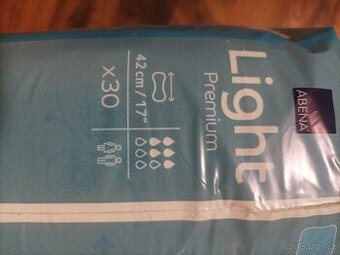 Light
Premium
ABENA
42 cm / 17"
x30